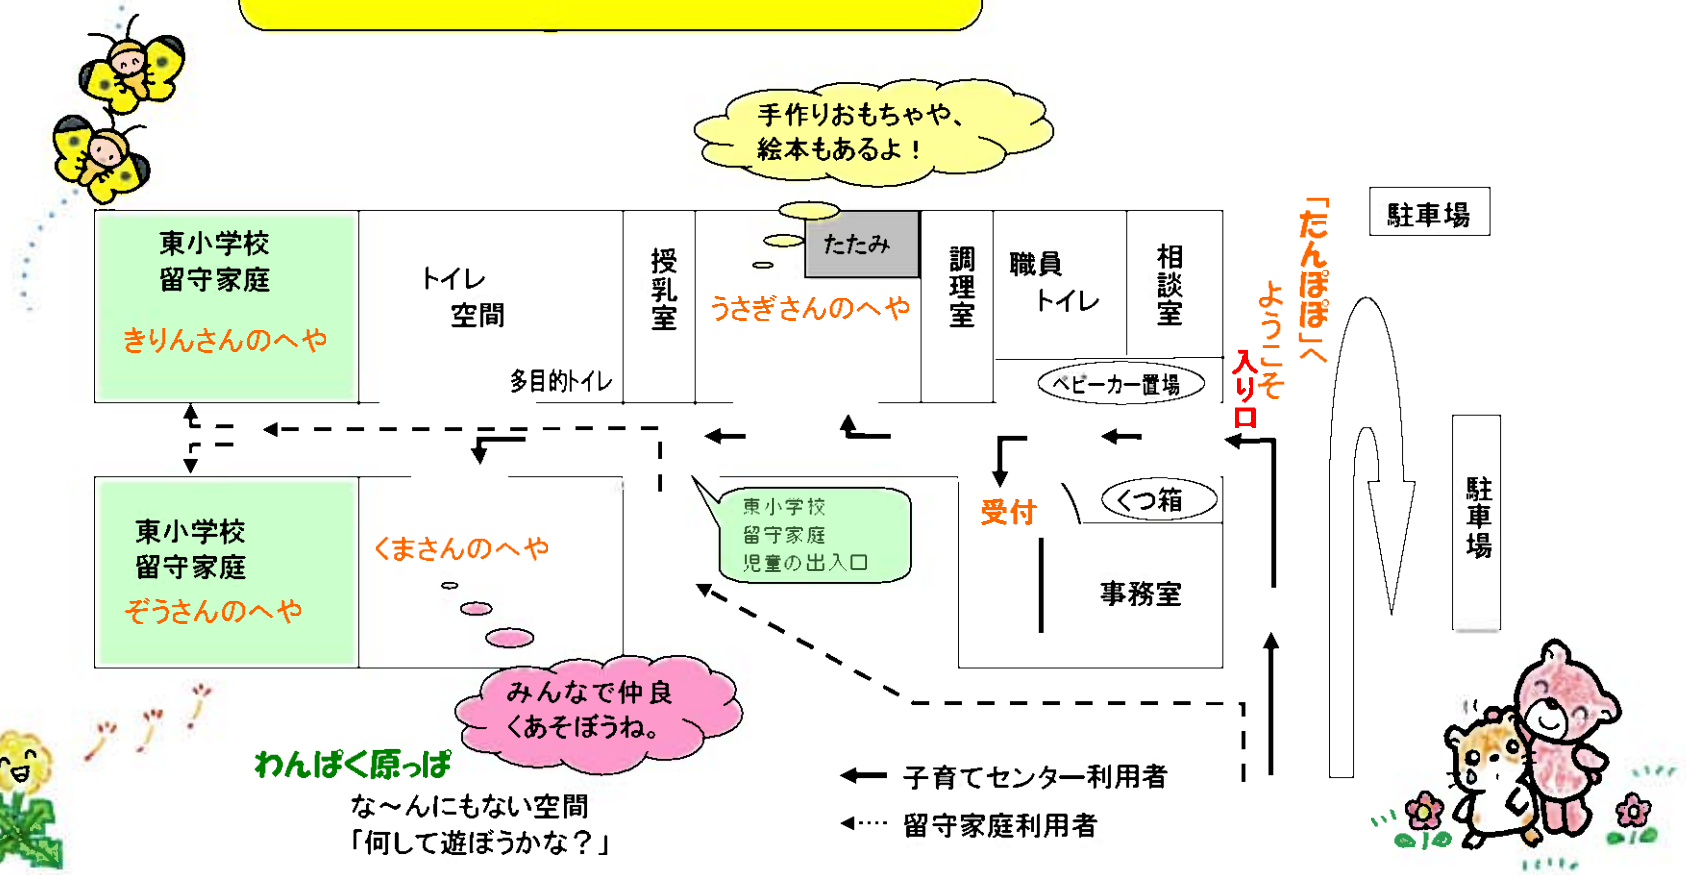 手作りおもちゃや、
絵本もあるよ！
東小学校
留守家庭
きりんさんのへや
トイレ
空間
多目的トイレ
授乳室
たたみ
うさぎさんのへや
調理室
職員
トイレ
相談室
ベビーカー置場
「たんぽぽ」へ
ようこそ
入り口
駐車場
駐車場
東小学校
留守家庭
ぞうさんのへや
くまさんのへや
東小学校
留守家庭
児童の出入口
受付
くつ箱
事務室
みんなで仲良
くあそぼうね。
わんぱく原っぱ
な～んにもない空間
「何して遊ぼうかな？」
子育てセンター利用者
留守家庭利用者